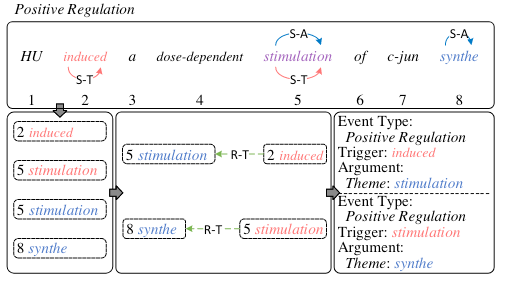 Positive Regulation
S-A S-A
HU induced a dose-dependent stimulation of c-jun synthe
S-T S-T
1 2 3 4 5 6 7 8
2 induced
5 stimulation
5 stimulation
8 synthe
5 stimulation R-T 2 induced
8 synthe R-T 5 stimulation
Event Type:
Positive Regulation
Trigger: induced
Argument:
Theme: stimulation
Event Type:
Positive Regulation
Trigger: stimulation
Argument:
Theme: synthe